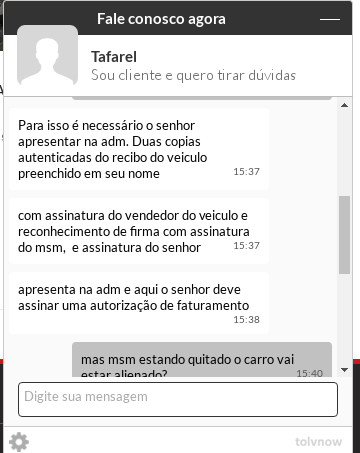 Fale conosco agora
Tafarel
Sou cliente e quero tirar dúvidas
Para isso é necessário o senhor
apresentar na adm. Duas copias
autenticadas do recibo do veiculo
preenchido em seu nome
15:37
com assinatura do vendedor do veiculo e
reconhecimento de firma com assinatura
do msm, e assinatura do senhor
15:37
apresenta na adm e aqui o senhor deve
assinar uma autorização de faturamento
15:38
mas msm estando quitado o carro vai
estar alienado?
15:40
Digite sua mensagem
tolvnow